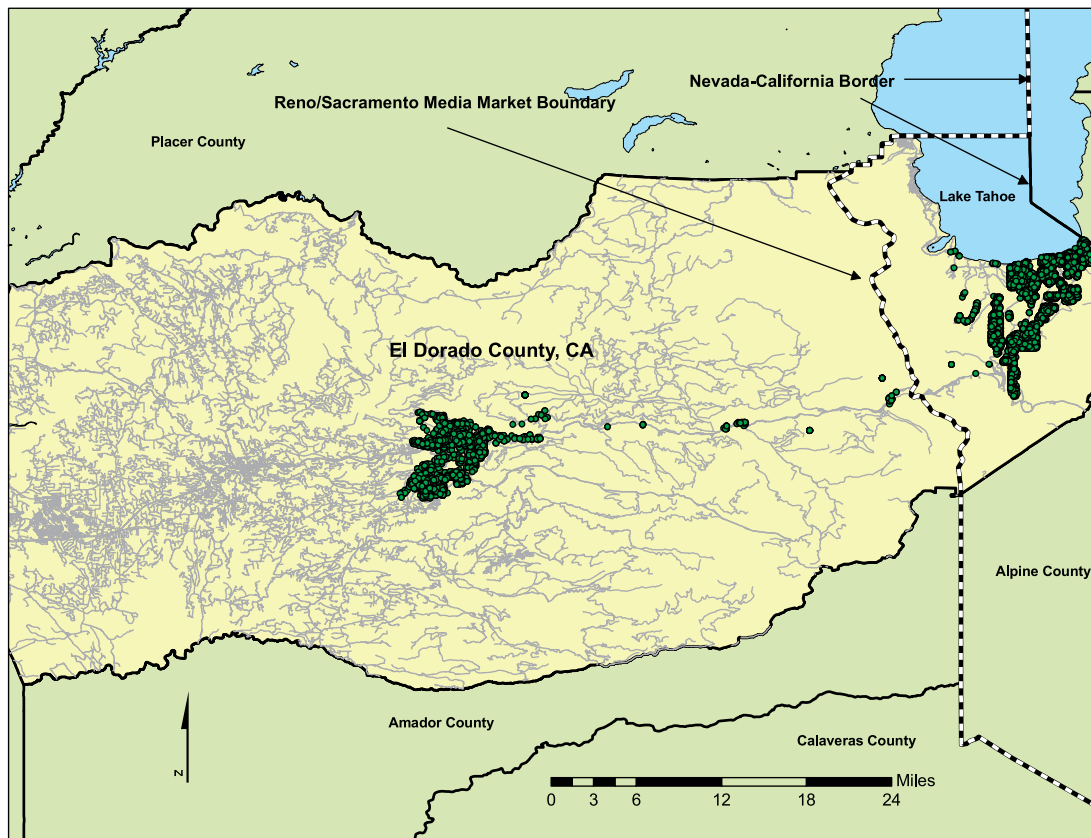 Nevada-California Border
Reno/Sacramento Media Market Boundary
Placer County
Lake Tahoe
El Dorado County, CA
Alpine County
Amador County
Calaveras County
N
Miles
0 3 6 12 18 24